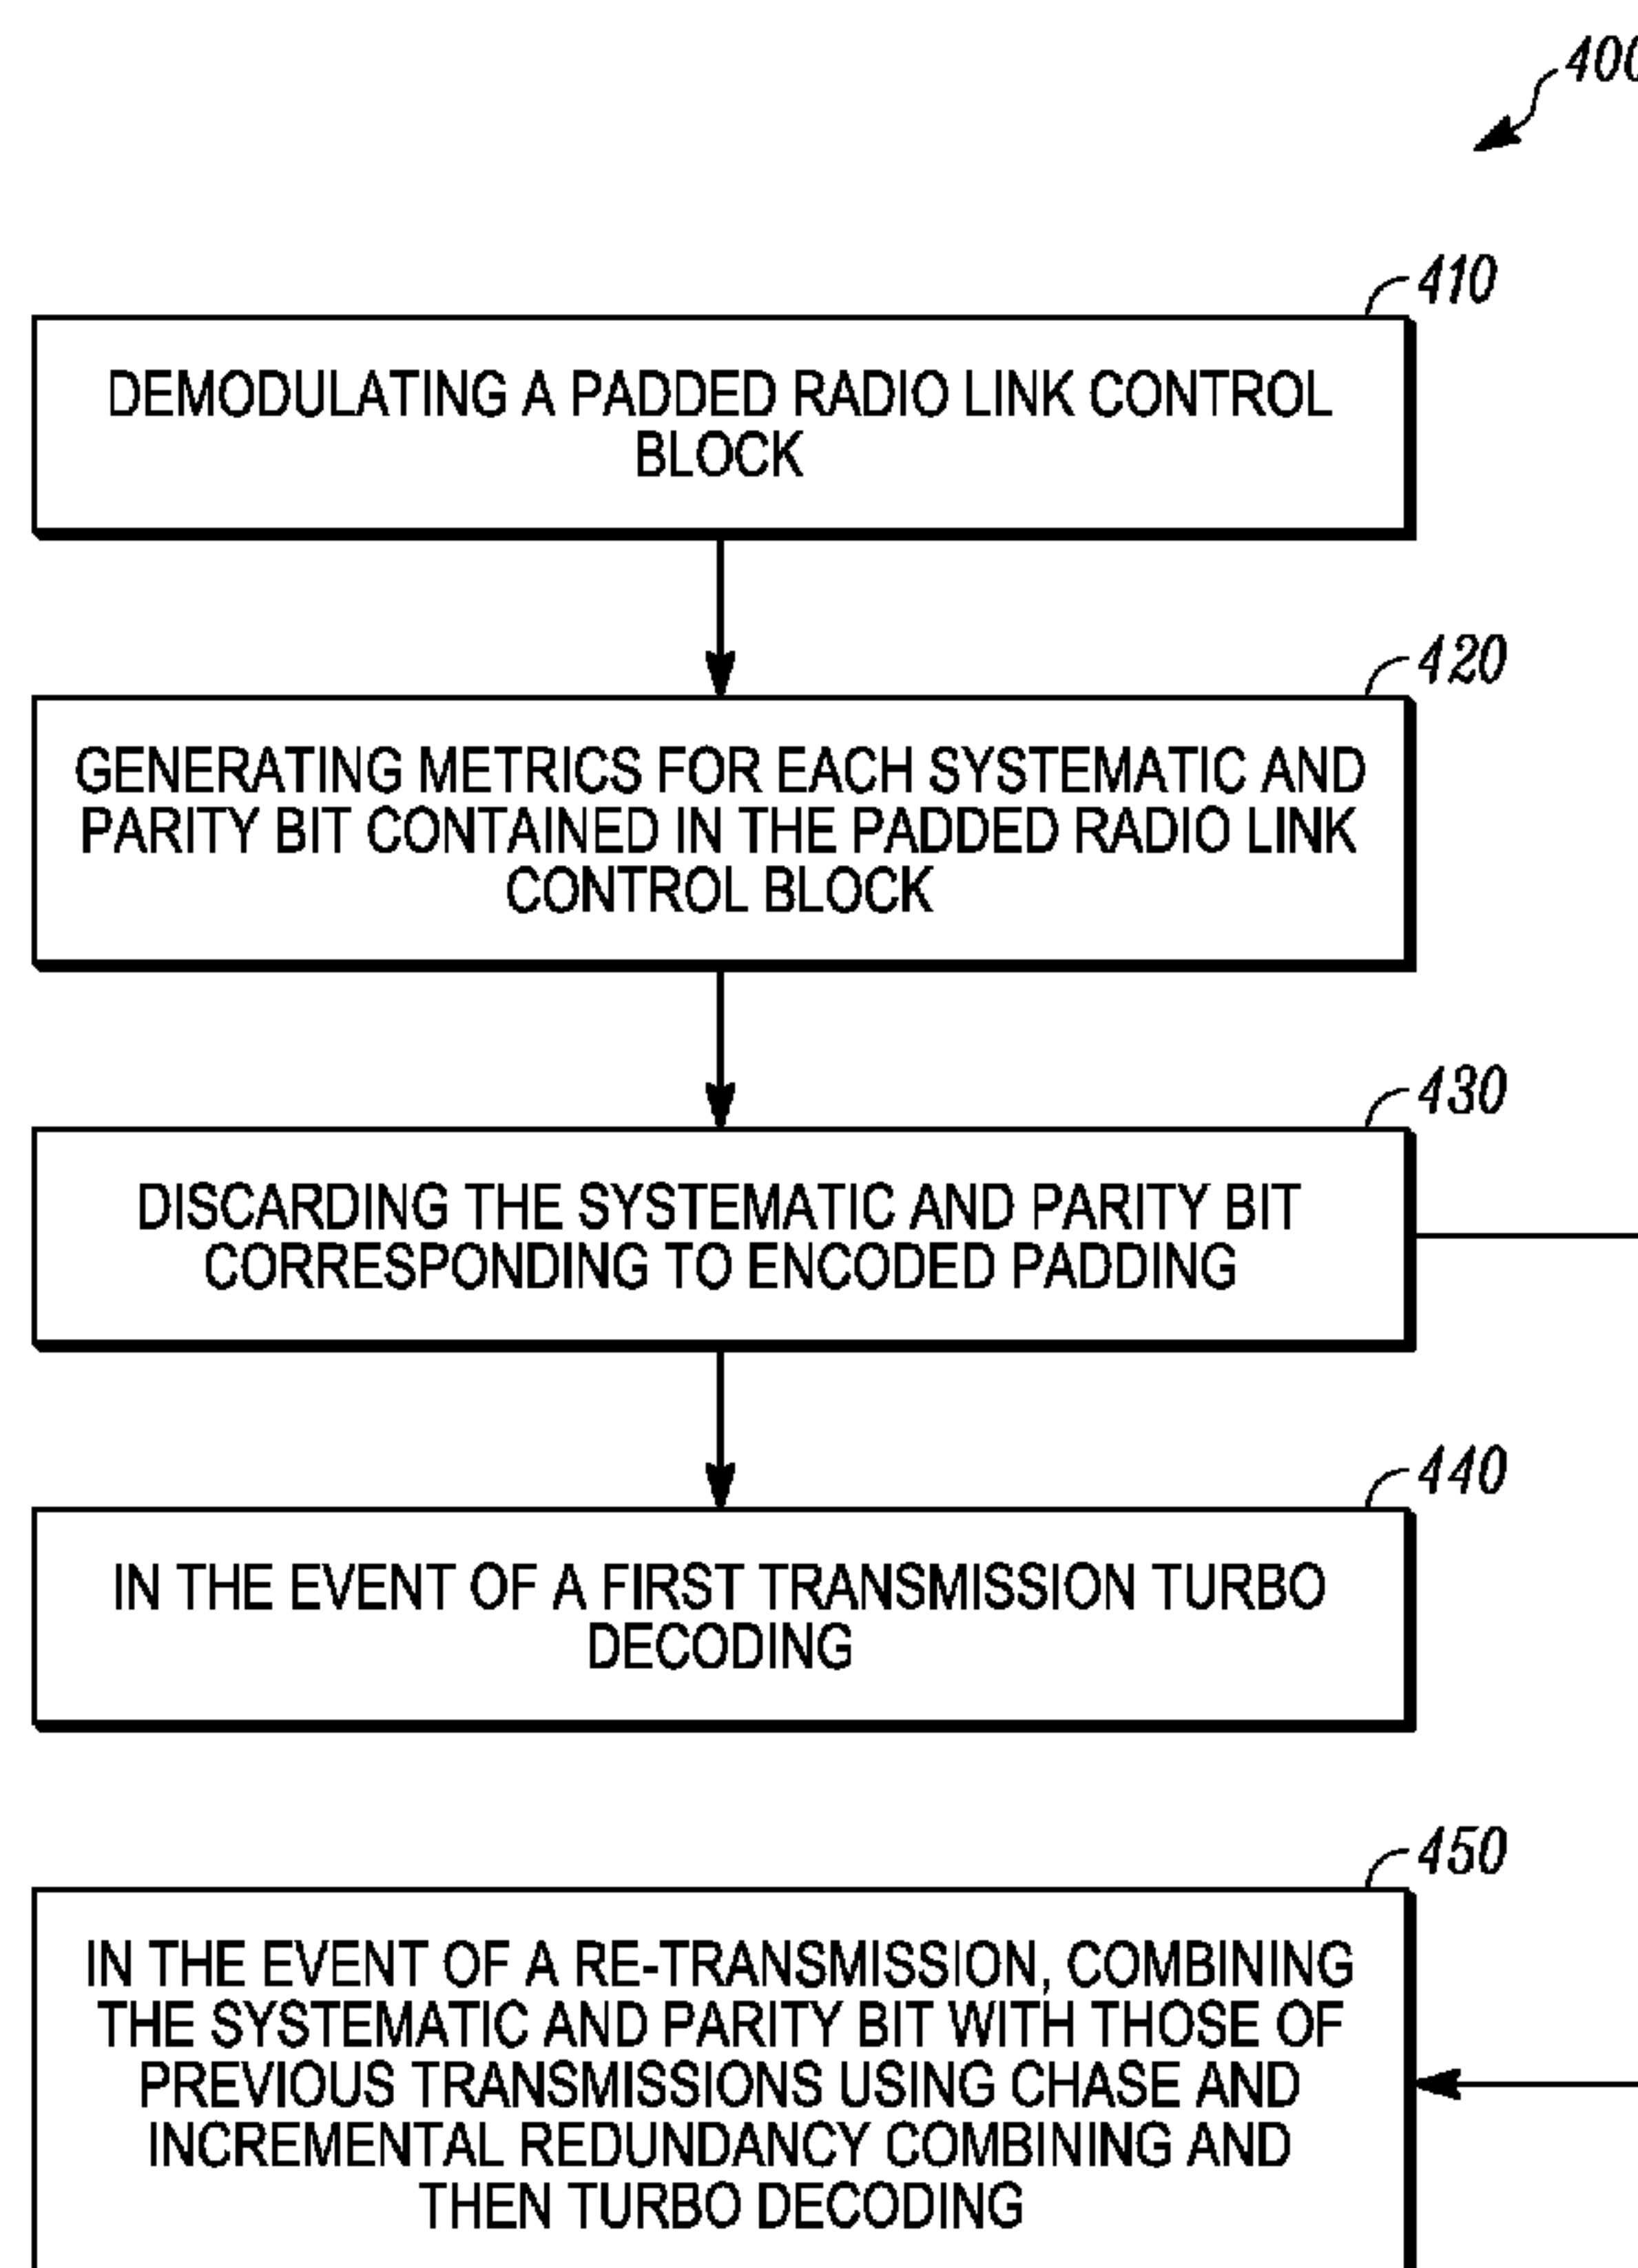 400
410
DEMODULATING A PADDED RADIO LINK CONTROL
BLOCK
420
GENERATING METRICS FOR EACH SYSTEMATIC AND
PARITY BIT CONTAINED IN THE PADDED RADIO LINK
CONTROL BLOCK
430
DISCARDING THE SYSTEMATIC AND PARITY BIT
CORRESPONDING TO ENCODED PADDING
440
IN THE EVENT OF A FIRST TRANSMISSION TURBO
DECODING
450
IN THE EVENT OF A RE-TRANSMISSION, COMBINING
THE SYSTEMATIC AND PARITY BIT WITH THOSE OF
PREVIOUS TRANSMISSIONS USING CHASE AND
INCREMENTAL REDUNDANCY COMBINING AND
THEN TURBO DECODING